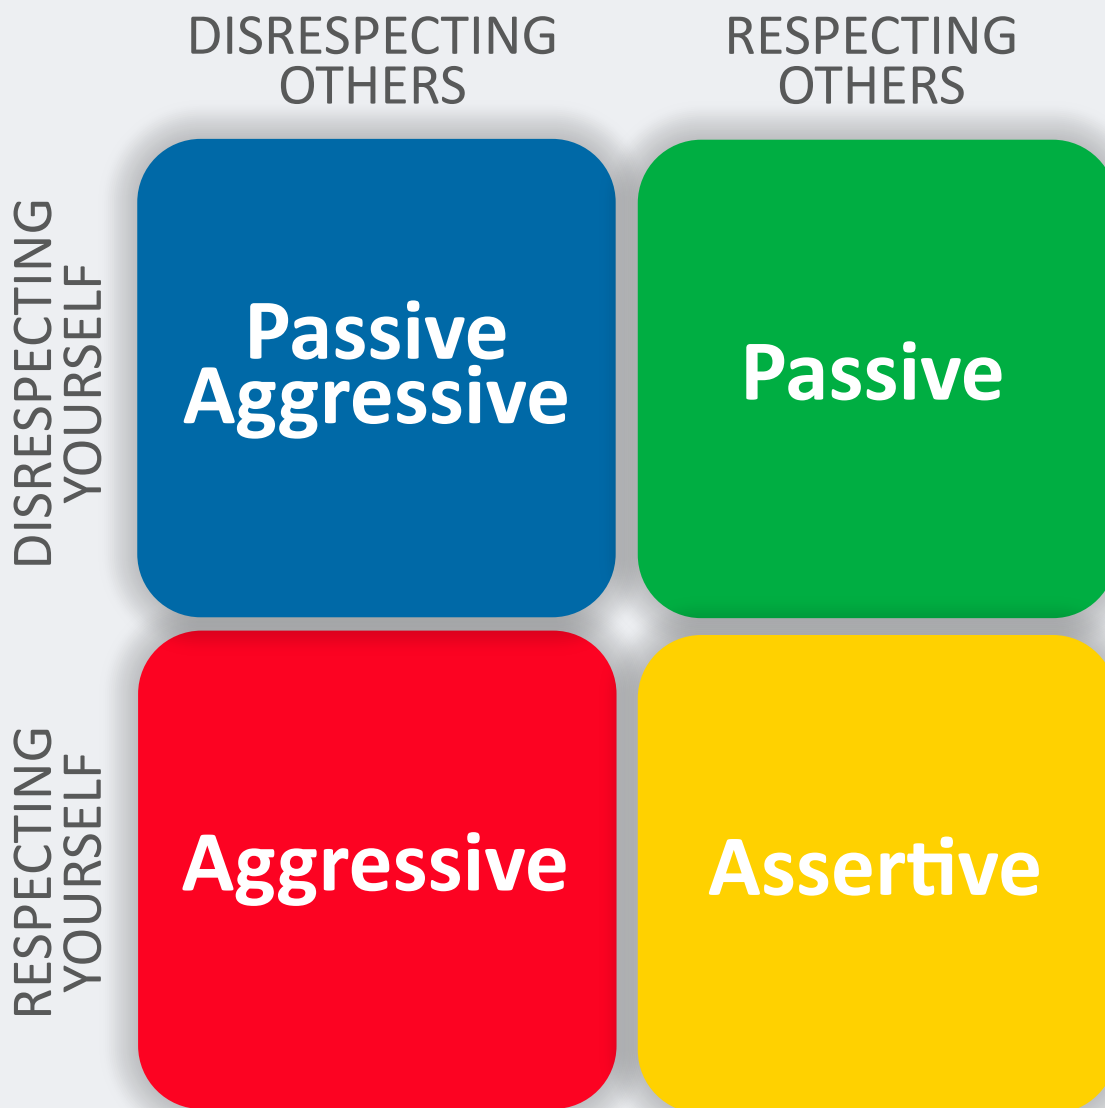 DISRESPECTING
OTHERS
RESPECTING
OTHERS
DISRESPECTING
YOURSELF
Passive
Aggressive
Passive
RESPECTING
YOURSELF
Aggressive
Assertive